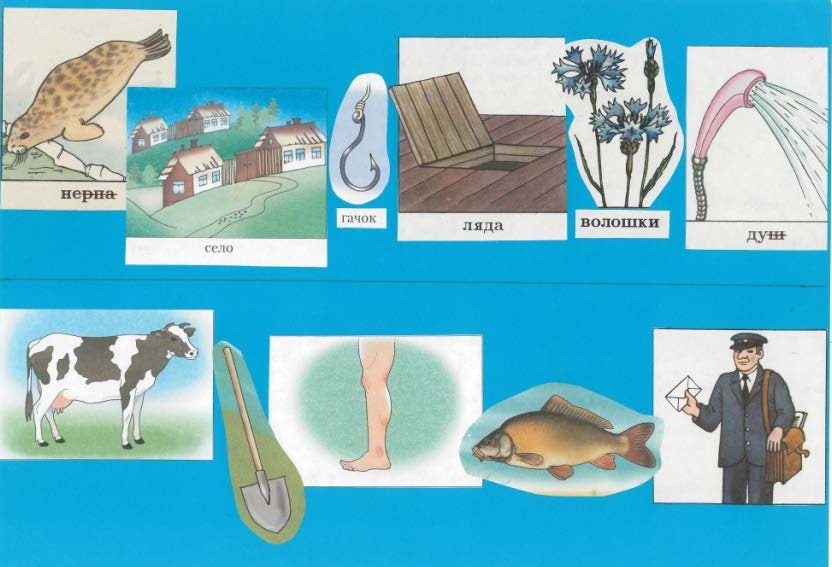 нерпа
село
гачок
ляда
волошки
душ